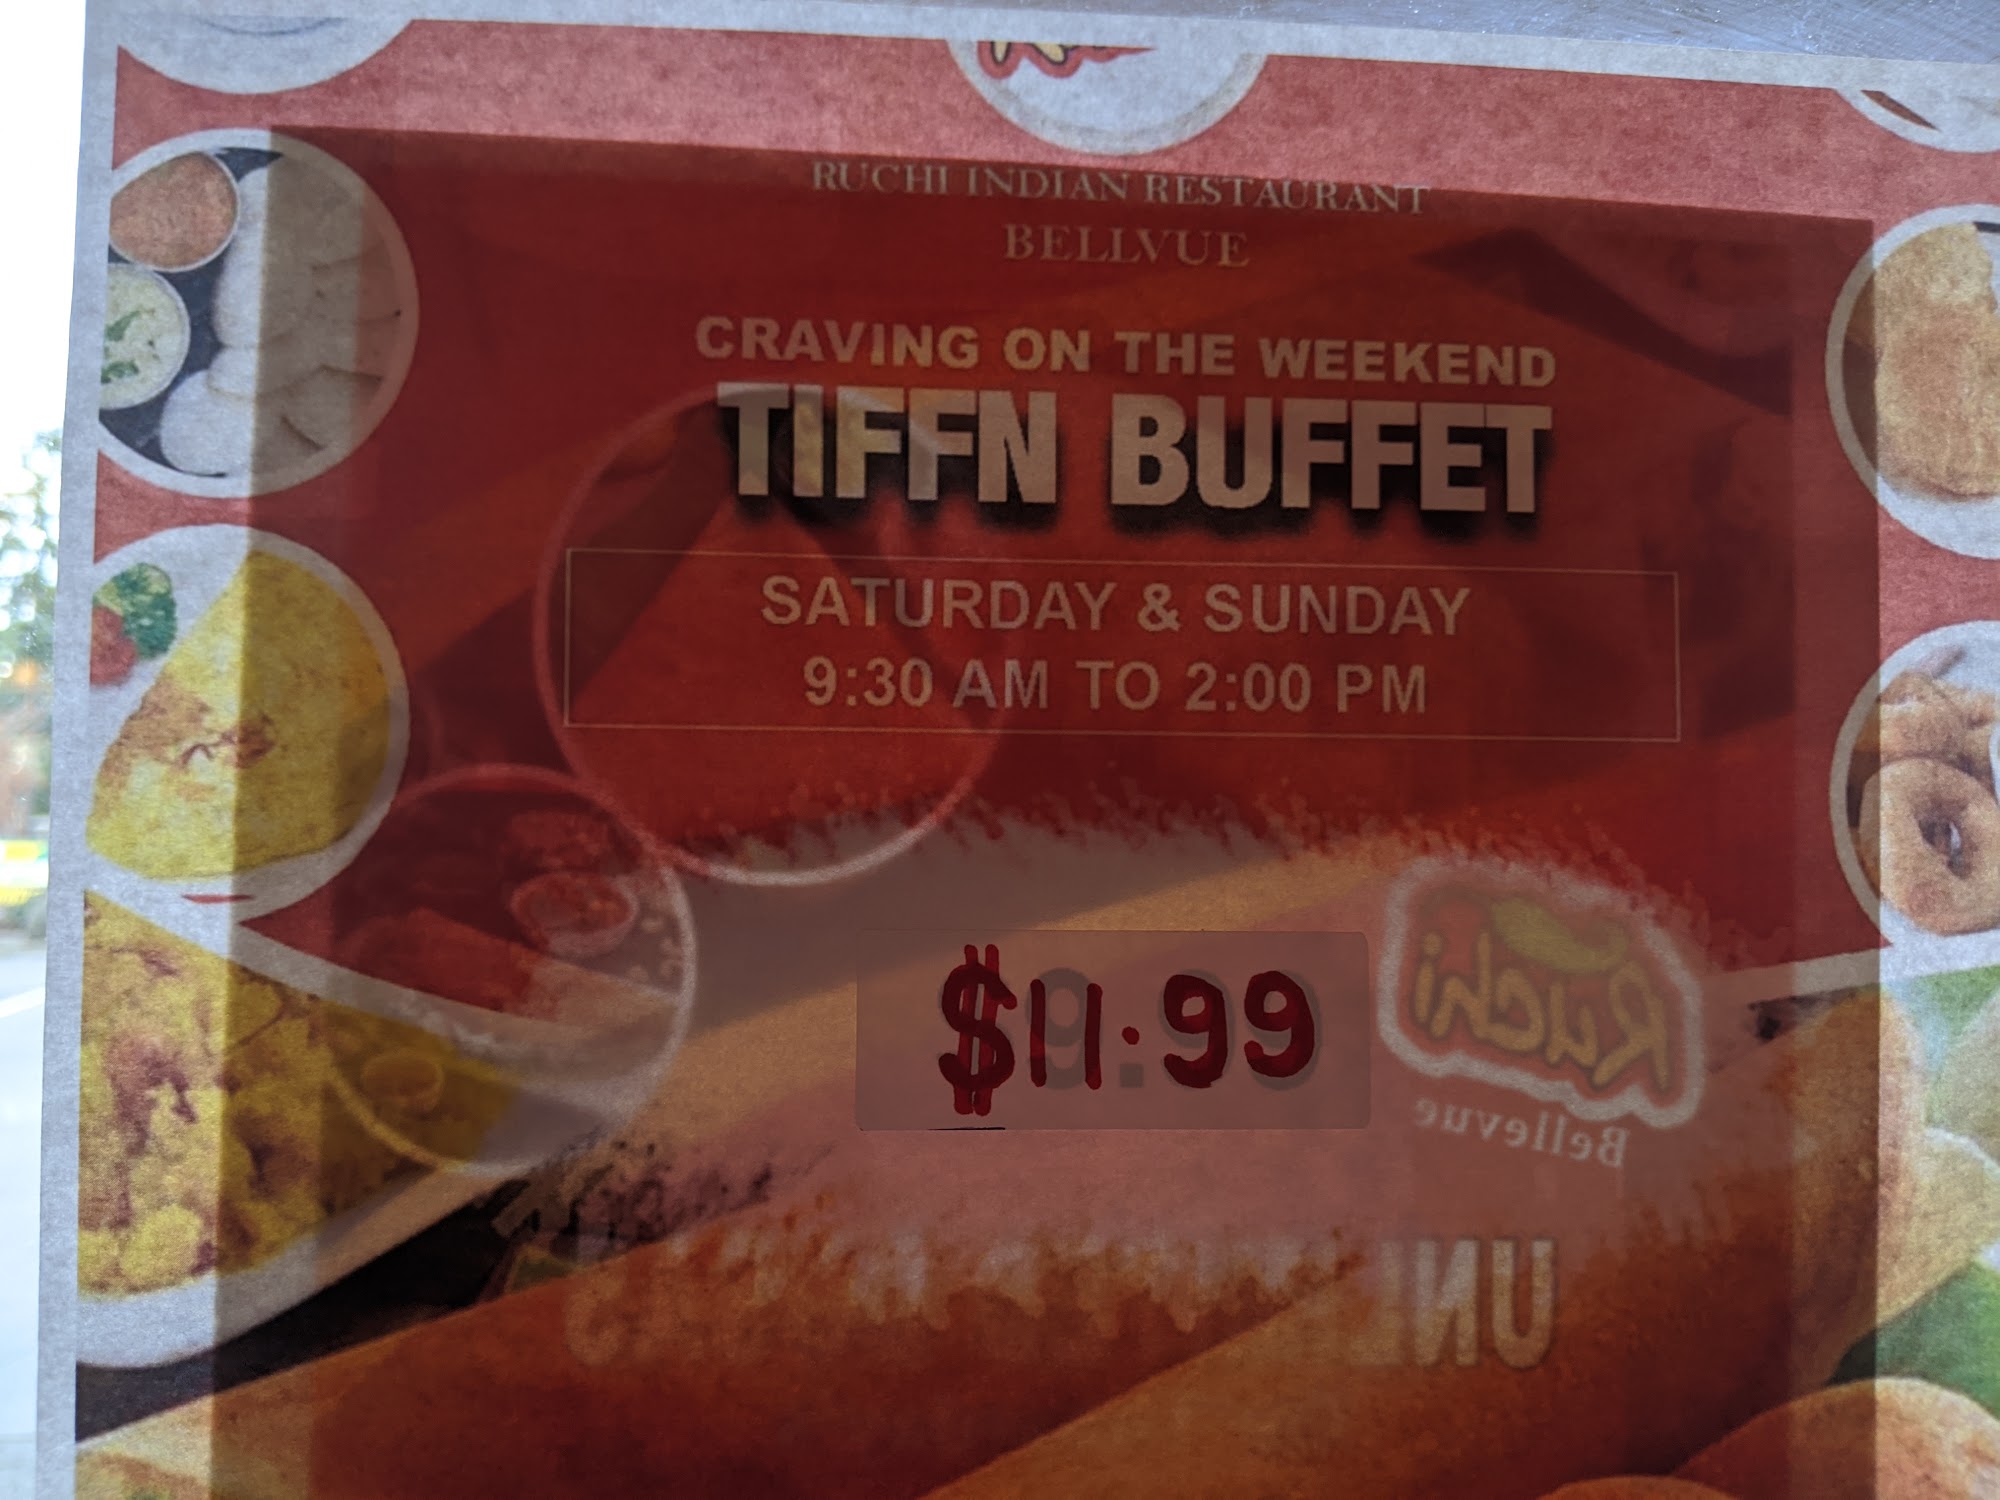 RUCHI INDIAN RESTAURANT
BELLVUE
CRAVING ON THE WEEKEND
TIFFN BUFFET
SATURDAY & SUNDAY
9:30 AM TO 2:00 PM
$11.99
Ruchi
Bellevue